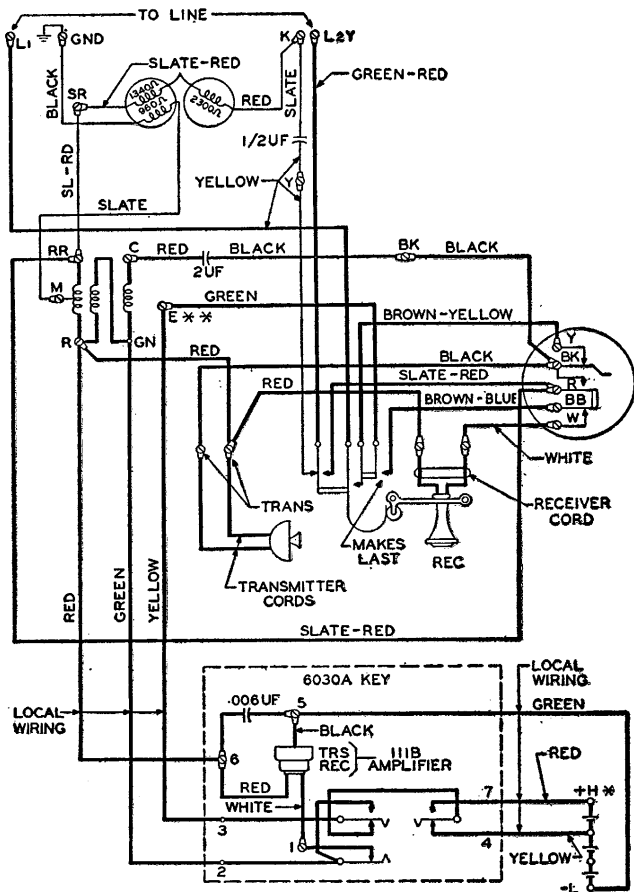 TO LINE
L1
GND
K
L2Y
SLATE-RED
GREEN-RED
BLACK
SR
1340Ω
960Ω
2300Ω
RED
SLATE
1/2UF
SL-RD
YELLOW
Y
SLATE
RR
C
RED
BLACK
BK
BLACK
2UF
M
GREEN
E * *
BROWN-YELLOW
Y
R
GN
RED
BLACK
BK
SLATE-RED
R
RED
BROWN-BLUE
BB
W
WHITE
TRANS
RECEIVER
CORD
MAKES
LAST
REC
TRANSMITTER
CORDS
RED
GREEN
YELLOW
SLATE-RED
6030A KEY
LOCAL
WIRING
.006UF
5
GREEN
LOCAL
WIRING
BLACK
TRS
REC
111B
AMPLIFIER
6
RED
RED
WHITE
7
+H *
3
4
1
YELLOW
2